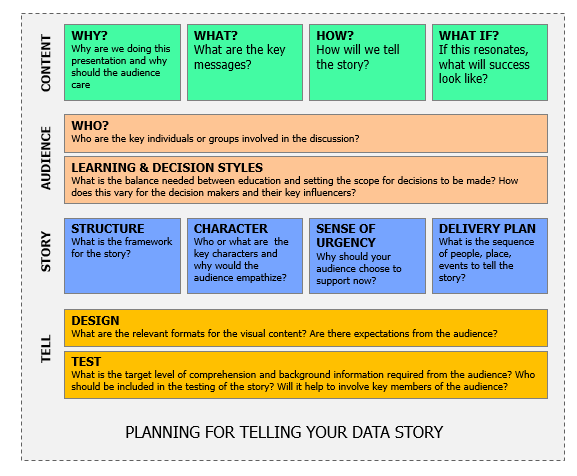 CONTENT
WHY?
Why are we doing this
presentation and why
should the audience
care
WHAT?
What are the key
messages?
HOW?
How will we tell
the story?
WHAT IF?
If this resonates,
what will success
look like?
AUDIENCE
WHO?
Who are the key individuals or groups involved in the discussion?
LEARNING & DECISION STYLES
What is the balance needed between education and setting the scope for decisions to be made? How
does this vary for the decision makers and their key influencers?
STORY
STRUCTURE
What is the framework
for the story?
CHARACTER
Who or what are the
key characters and
why would the
audience empathize?
SENSE OF
URGENCY
Why should your
audience choose to
support now?
DELIVERY PLAN
What is the sequence
of people, place,
events to tell the
story?
TELL
DESIGN
What are the relevant formats for the visual content? Are there expectations from the audience?
TEST
What is the target level of comprehension and background information required from the audience? Who
should be included in the testing of the story? Will it help to involve key members of the audience?
PLANNING FOR TELLING YOUR DATA STORY